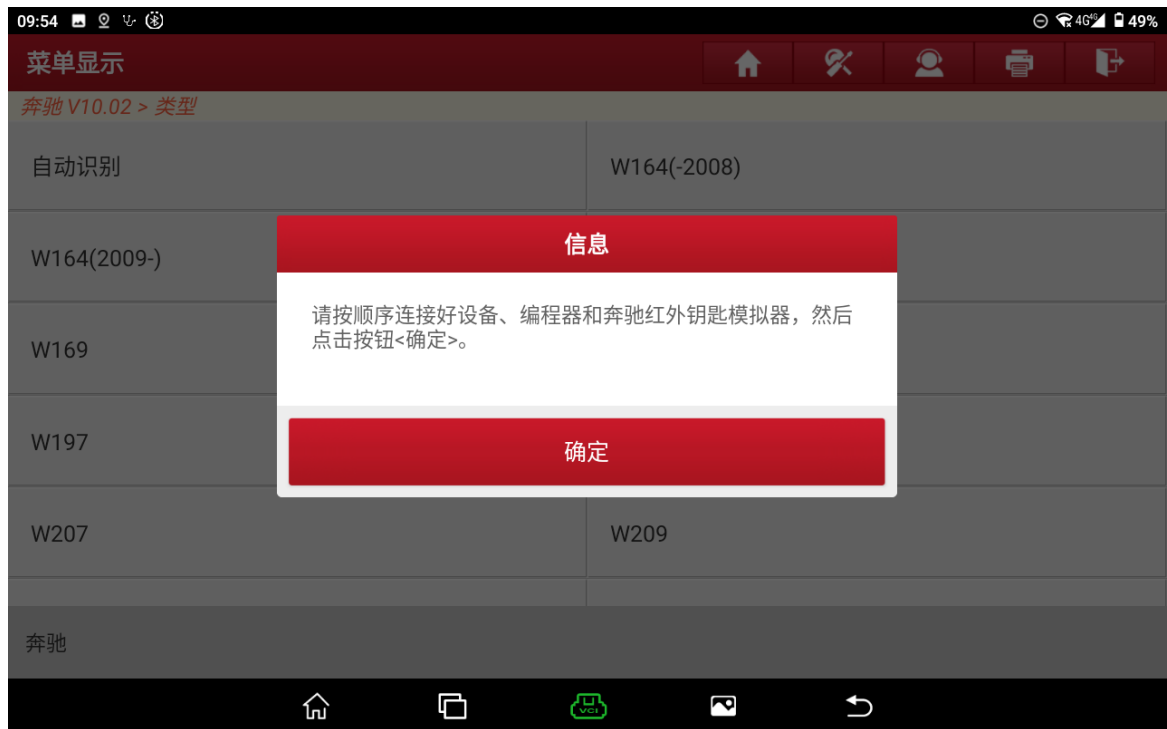 09:54
4G 4G 49%
菜单显示
奔驰 V10.02 > 类型
自动识别
W164(-2008)
W164(2009-)
信息
请按顺序连接好设备、编程器和奔驰红外钥匙模拟器，然后
点击按钮<确定>。
W169
确定
W197
W207
W209
奔驰
VCI